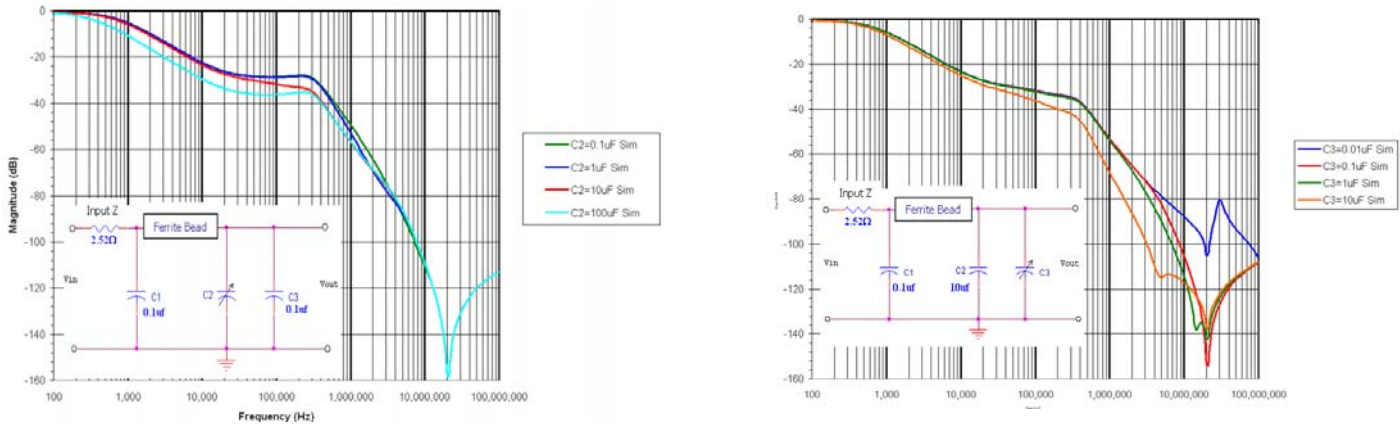 0
-20
-40
-60
-80
-100
-120
-140
-160
Magnitude (dB)
100
1,000
10,000
100,000
1,000,000
10,000,000
100,000,000
Frequency (Hz)
Input Z
2.52Ω
Ferrite Bead
Vin
Vout
C1
0.1uf
C2
C3
0.1uf
C2=0.1uF Sim
C2=1uF Sim
C2=10uF Sim
C2=100uF Sim
0
-20
-40
-60
-80
-100
-120
-140
-160
100
1,000
10,000
100,000
1,000,000
10,000,000
100,000,000
Input Z
2.52Ω
Ferrite Bead
Vin
Vout
C1
0.1uf
C2
10uf
C3
C3=0.01uF Sim
C3=0.1uF Sim
C3=1uF Sim
C3=10uF Sim